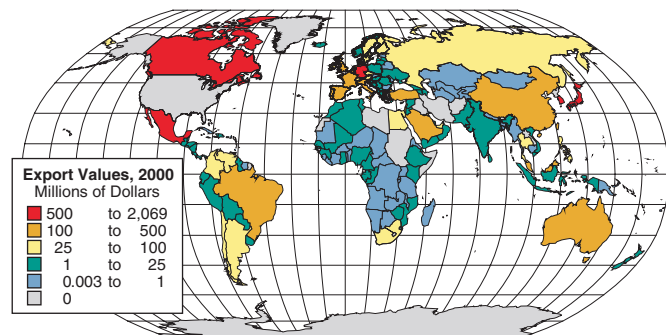 Export Values, 2000
Millions of Dollars
500 to 2,069
100 to 500
25 to 100
1 to 25
0.003 to 1
0